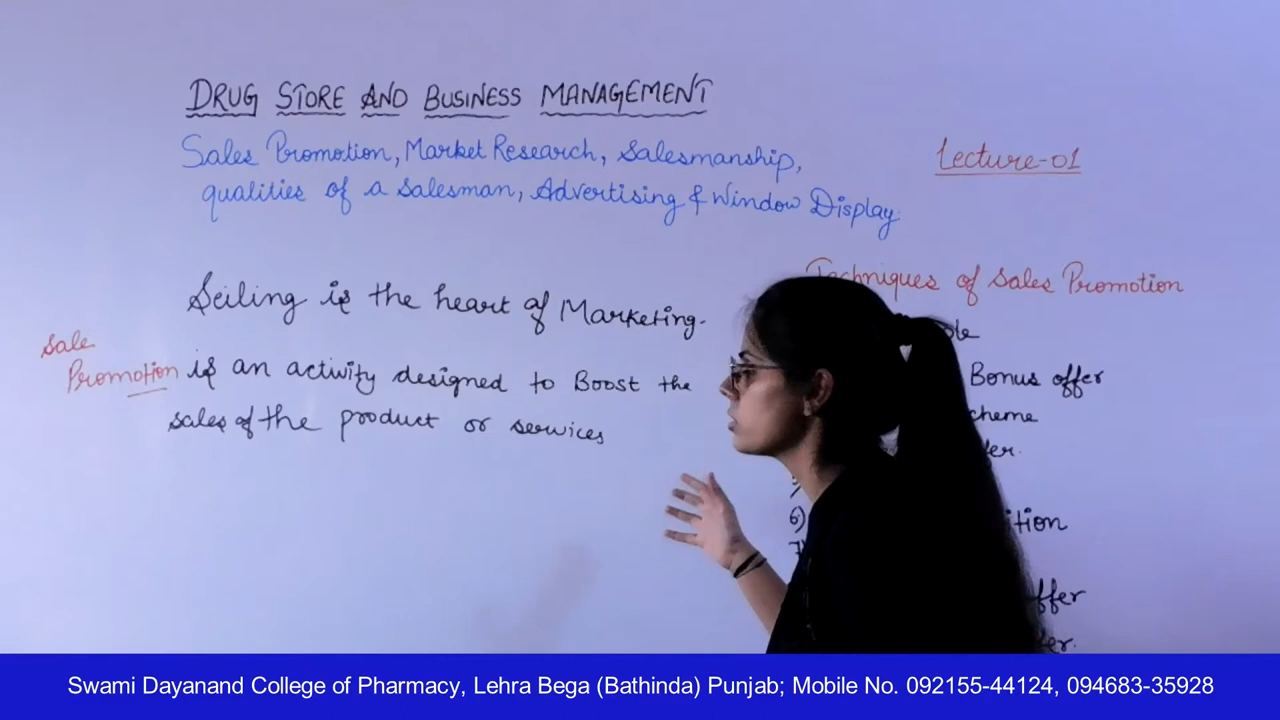 DRUG STORE AND BUSINESS MANAGEMENT
Sales Promotion, Market Research, Salesmanship,
qualities of a Salesman, Advertising & Window Display.
Lecture-01
Selling is the heart of Marketing.
Sale
Promotion is an activity designed to Boost the
sales of the product or services
Techniques of Sales Promotion
Bonus offer
cheme
6)
Swami Dayanand College of Pharmacy, Lehra Bega (Bathinda) Punjab; Mobile No. 092155-44124, 094683-35928